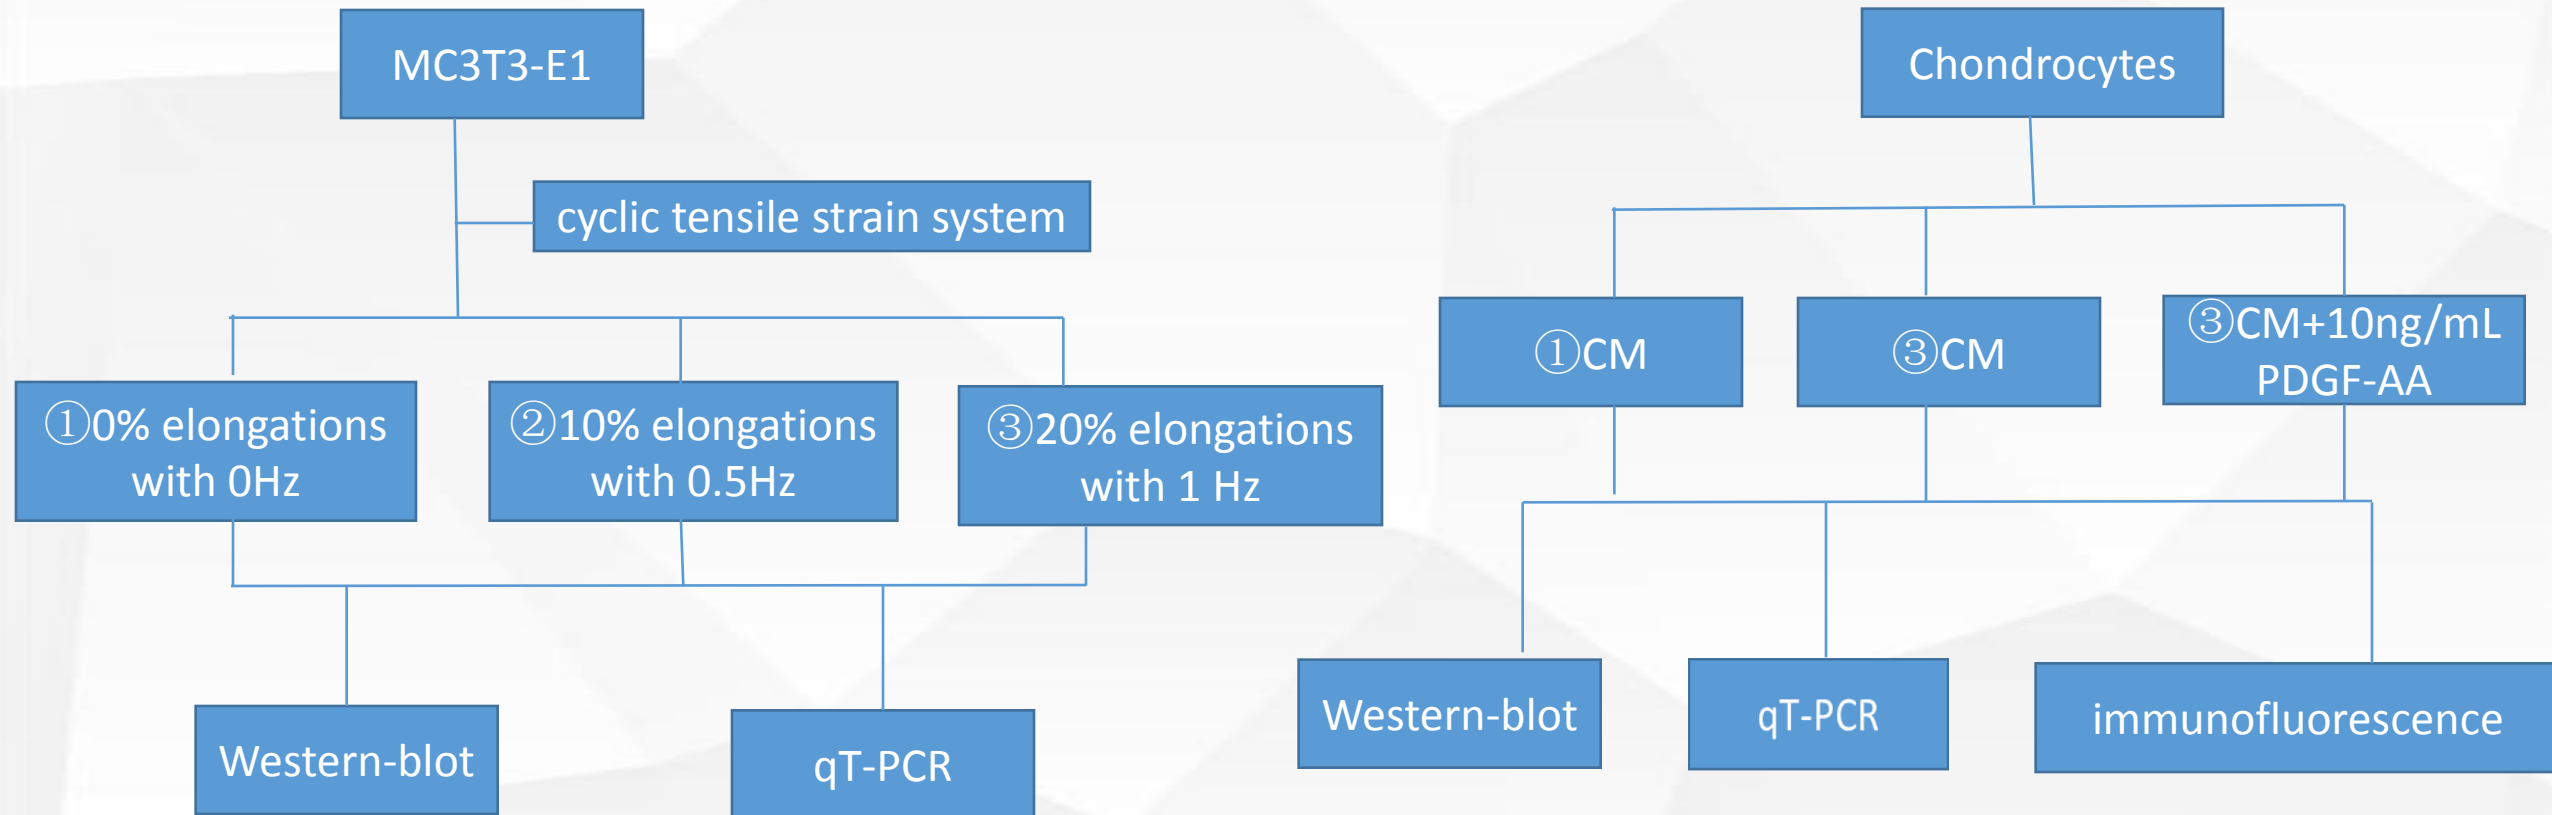 MC3T3-E1
cyclic tensile strain system
①0% elongations
with 0Hz
②10% elongations
with 0.5Hz
③20% elongations
with 1 Hz
Western-blot
qT-PCR
Chondrocytes
①CM
③CM
③CM+10ng/mL
PDGF-AA
Western-blot
qT-PCR
immunofluorescence